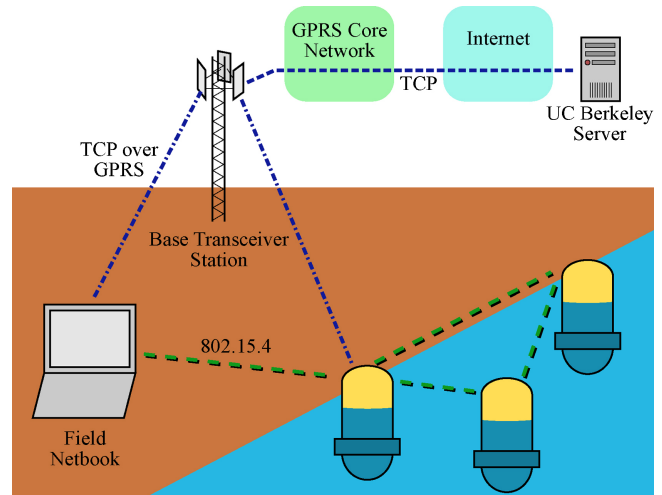 GPRS Core
Network
Internet
TCP
UC Berkeley
Server
TCP over
GPRS
Base Transceiver
Station
802.15.4
Field
Netbook